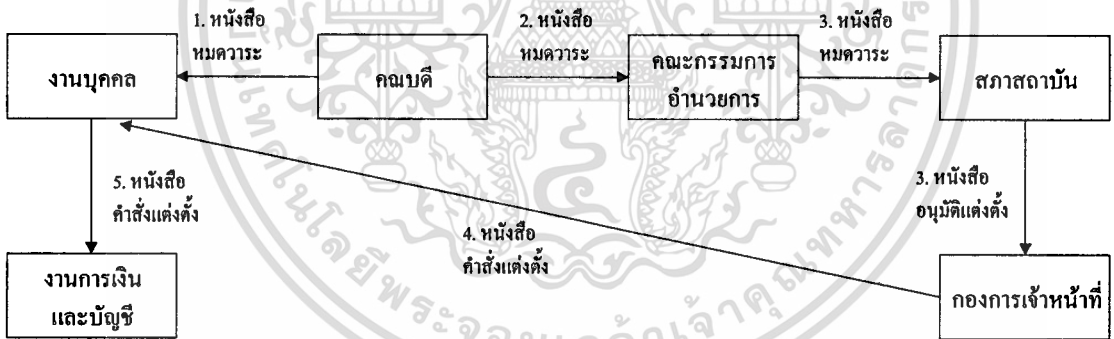 1. หนังสือ
หมดวาระ
2. หนังสือ
หมดวาระ
3. หนังสือ
หมดวาระ
งานบุคคล
คณบดี
คณะกรรมการ
อำนวยการ
สภาสถาบัน
5. หนังสือ
คำสั่งแต่งตั้ง
4. หนังสือ
คำสั่งแต่งตั้ง
3. หนังสือ
อนุมัติแต่งตั้ง
งานการเงิน
และบัญชี
กองการเจ้าหน้าที่